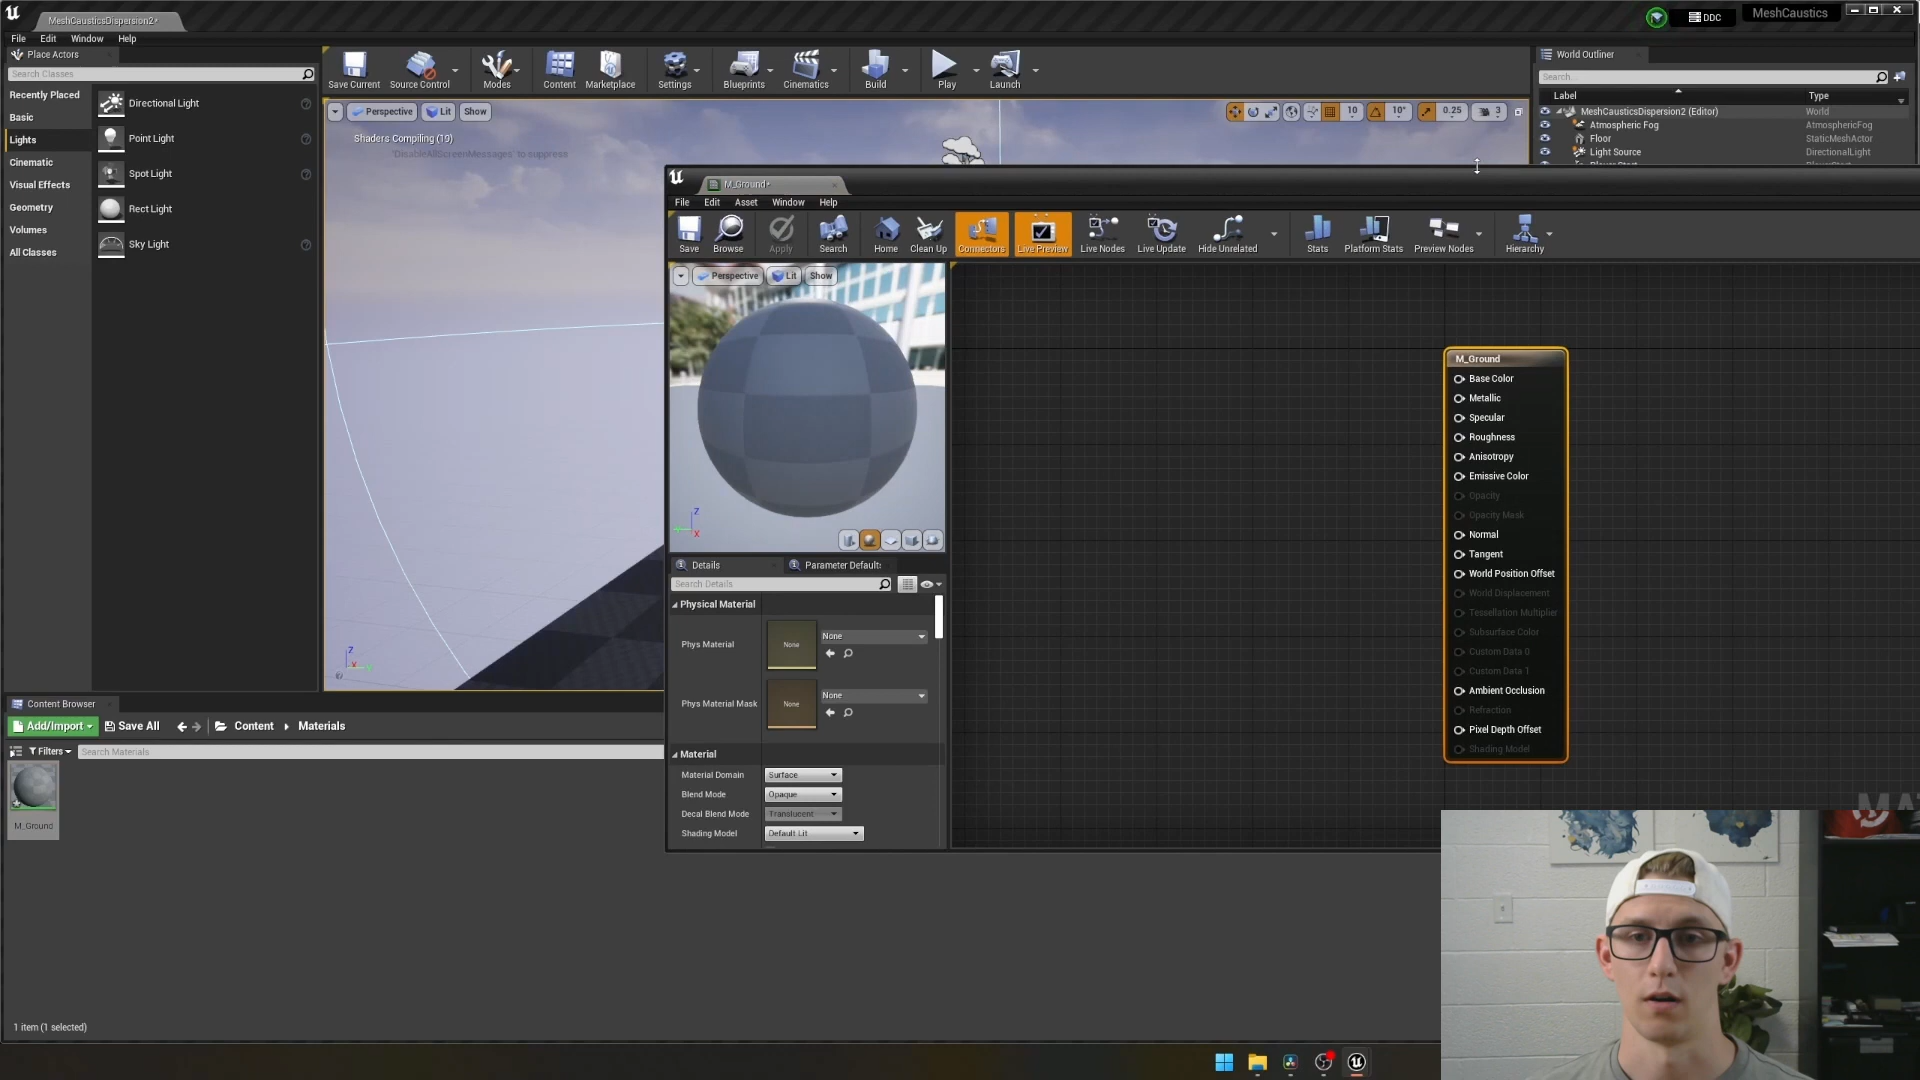 MeshCausticsDispersion2*
DDC
MeshCaustics
File Edit Window Help
Place Actors
Search Classes
Recently Placed
Basic
Lights
Cinematic
Visual Effects
Geometry
Volumes
All Classes
Directional Light
Point Light
Spot Light
Rect Light
Sky Light
Save Current
Source Control
Modes
Content
Marketplace
Settings
Blueprints
Cinematics
Build
Play
Launch
Perspective
Lit
Show
10
10°
0.25
3
Shaders Compiling (19)
'DisableAllScreenMessages' to suppress
World Outliner
Search...
Label Type
MeshCausticsDispersion2 (Editor) World
Atmospheric Fog AtmosphericFog
Floor StaticMeshActor
Light Source DirectionalLight
M_Ground*
File Edit Asset Window Help
Save
Browse
Apply
Search
Home
Clean Up
Connectors
Live Preview
Live Nodes
Live Update
Hide Unrelated
Stats
Platform Stats
Preview Nodes
Hierarchy
Perspective
Lit
Show
Z
X
Details
Parameter Default
Search Details
Physical Material
Phys Material
None
None
Phys Material Mask
None
None
Material
Material Domain Surface
Blend Mode Opaque
Decal Blend Mode Translucent
Shading Model Default Lit
M_Ground
Base Color
Metallic
Specular
Roughness
Anisotropy
Emissive Color
Opacity
Opacity Mask
Normal
Tangent
World Position Offset
World Displacement
Tessellation Multiplier
Subsurface Color
Custom Data 0
Custom Data 1
Ambient Occlusion
Refraction
Pixel Depth Offset
Shading Model
Z
X
Content Browser
Add/Import
Save All
Content
Materials
Filters
Search Materials
M_Ground
1 item (1 selected)